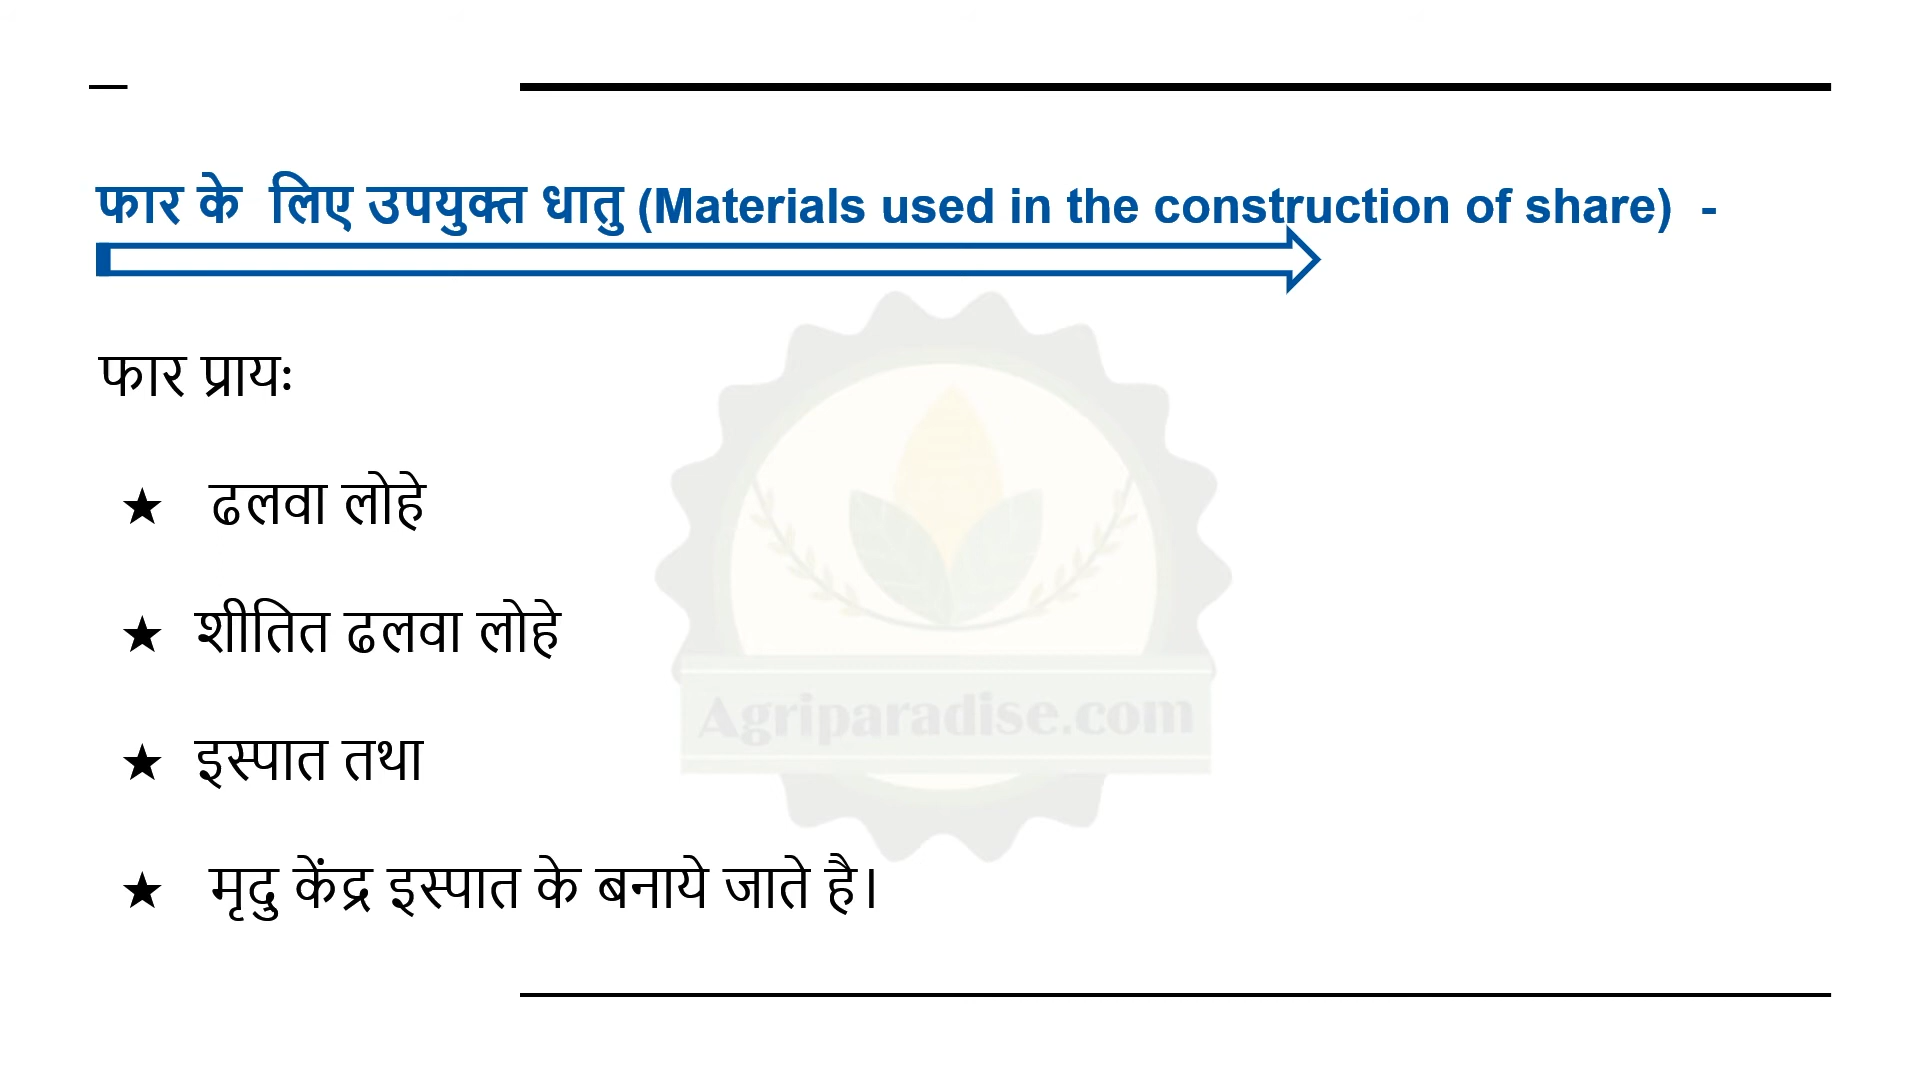 फार के लिए उपयुक्त धातु (Materials used in the construction of share) -
फार प्रायः
★ ढलवा लोहे
★ शीतित ढलवा लोहे
★ इस्पात तथा
★ मृदु केंद्र इस्पात के बनाये जाते है।
Agriparadise.com